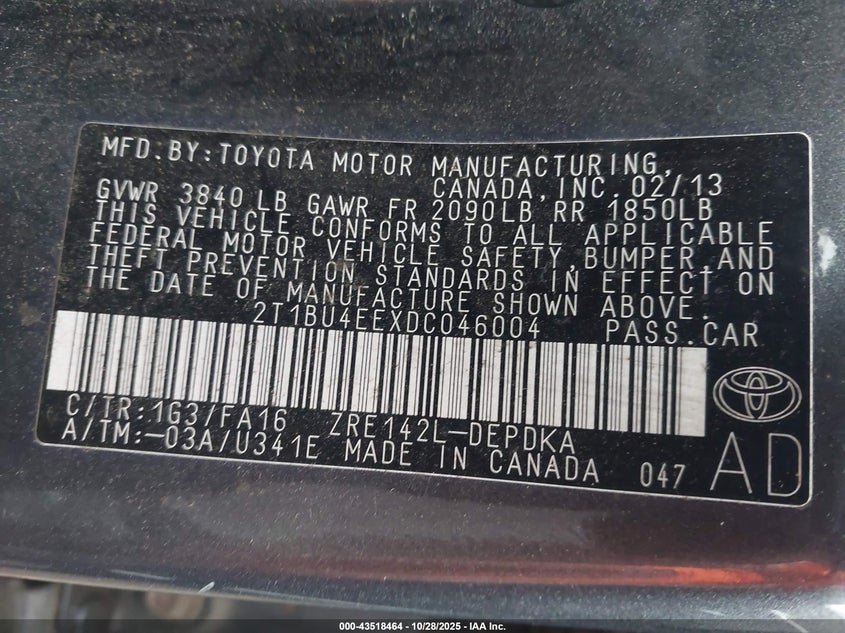 MFD.BY:TOYOTA MOTOR MANUFACTURING,
CANADA,INC.02/13
GVWR 3840 LB GAWR FR 2090LB RR 1850LB
THIS VEHICLE CONFORMS TO ALL APPLICABLE
FEDERAL MOTOR VEHICLE SAFETY,BUMPER AND
THEFT PREVENTION STANDARDS IN EFFECT ON
THE DATE OF MANUFACTURE SHOWN ABOVE.
2T1BU4EEXDC046004 PASS.CAR
C/TR:1G3/FA16 ZRE142L-DEPDKA
A/TM:-03A/U341E MADE IN CANADA 047 AD
000-43518464 | 10/28/2025 - IAA Inc.